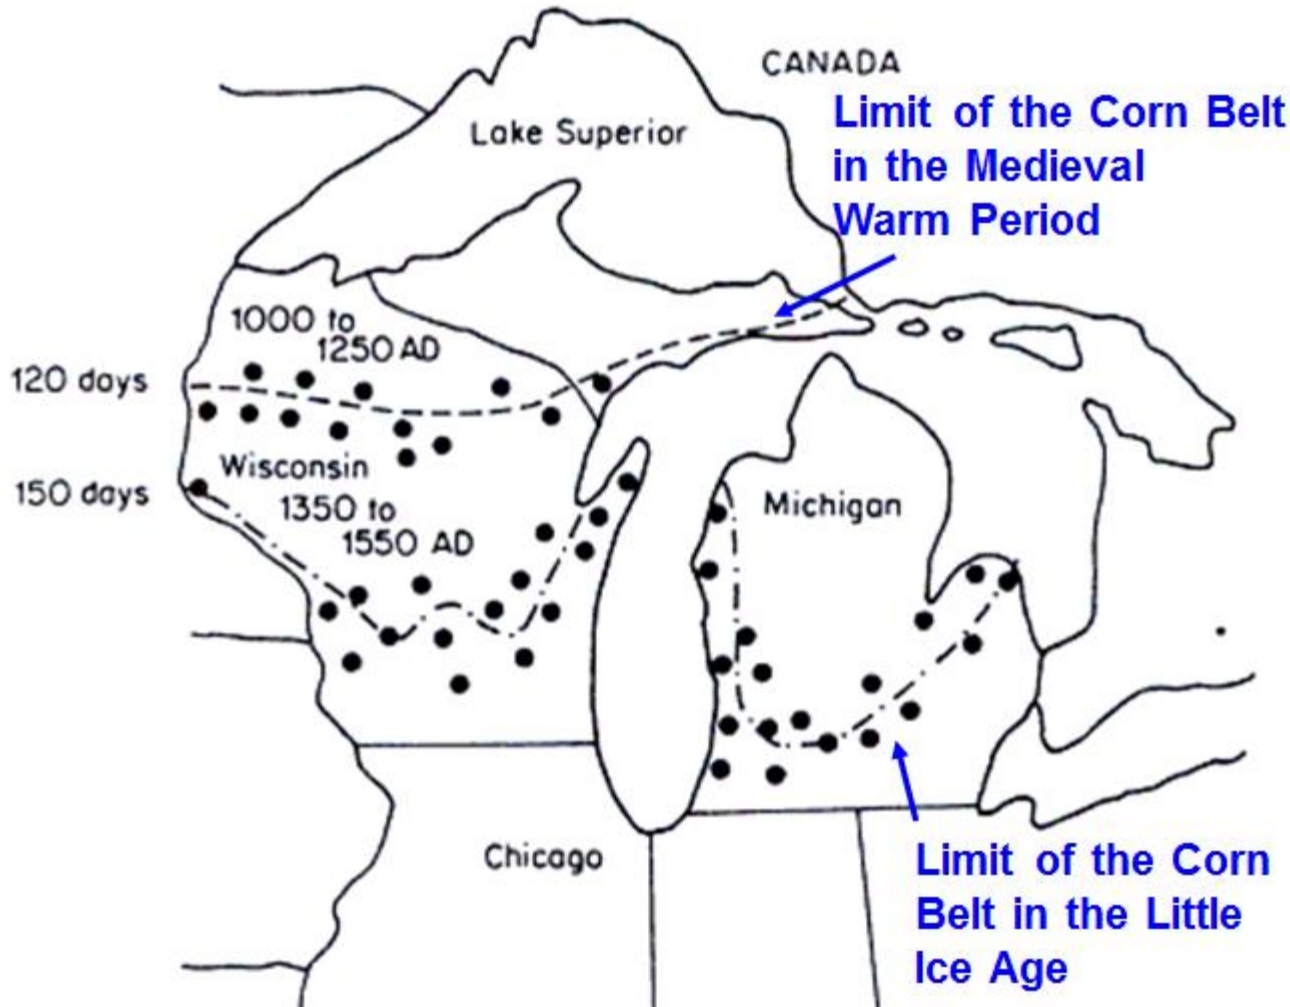 CANADA
Limit of the Corn Belt
in the Medieval
Warm Period
Lake Superior
1000 to
1250 AD
120 days
Wisconsin
150 days
1350 to
1550 AD
Michigan
Chicago
Limit of the Corn
Belt in the Little
Ice Age